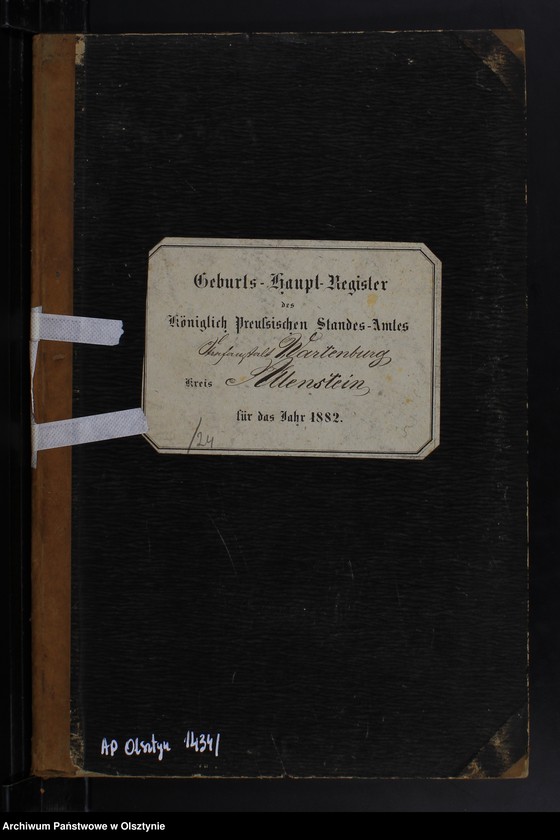 Geburts-Haupt-Register
des
Königlich Preußischen Standes-Amtes
Strafanstalt Wartenburg
Kreis Allenstein
für das Jahr 1882.
/24
AP Olsztyn 1434/
Archiwum Państwowe w Olsztynie